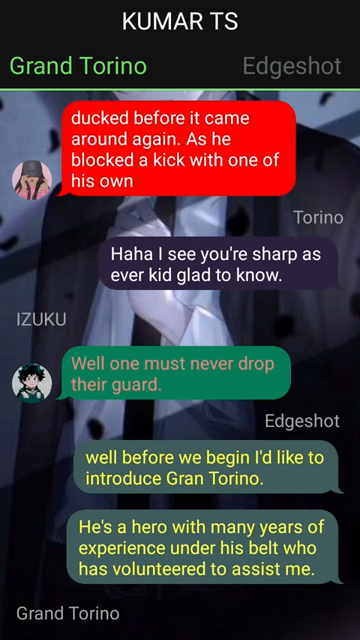 KUMAR TS
Grand Torino
Edgeshot
ducked before it came
around again. As he
blocked a kick with one of
his own
Torino
Haha I see you're sharp as
ever kid glad to know.
IZUKU
Well one must never drop
their guard.
Edgeshot
well before we begin I'd like to
introduce Gran Torino.
He's a hero with many years of
experience under his belt who
has volunteered to assist me.
Grand Torino